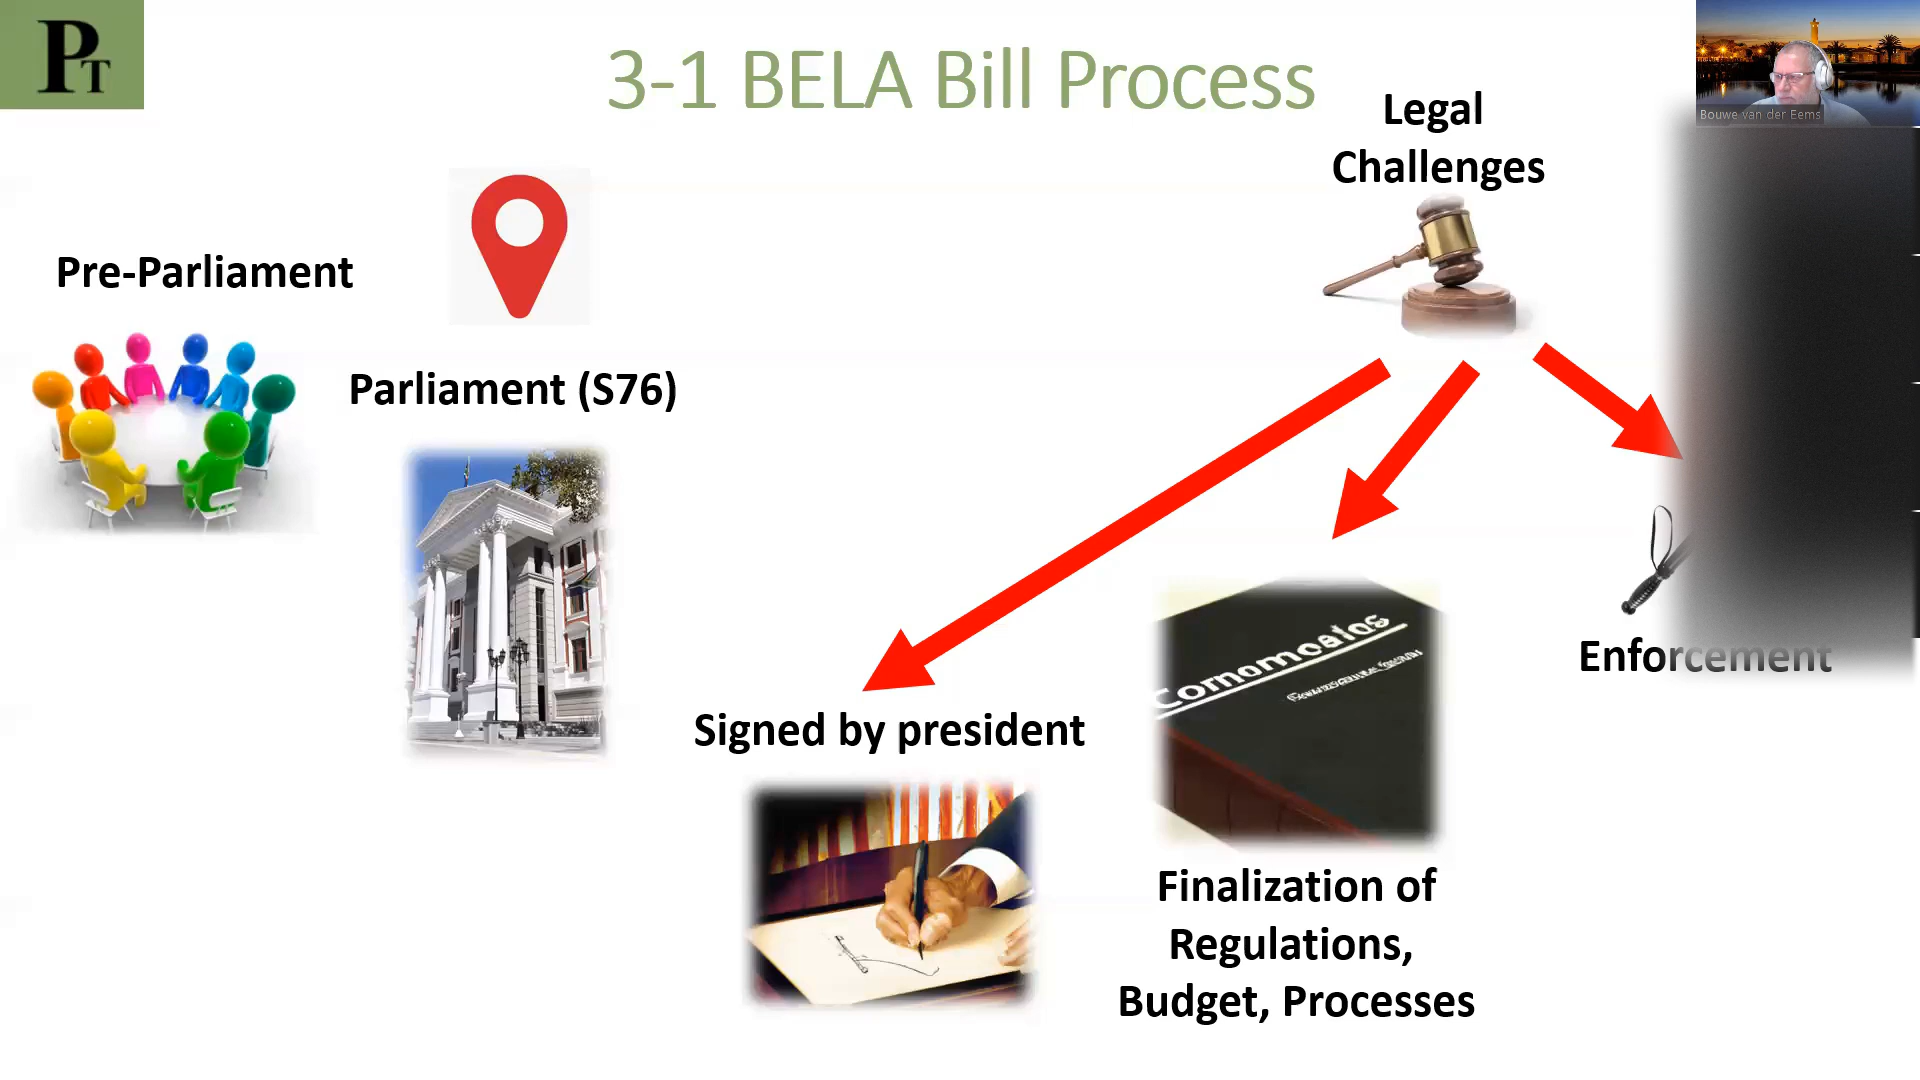 PT
3-1 BELA Bill Process
Bouwe van der Eems
Legal
Challenges
Pre-Parliament
Parliament (S76)
Enforcement
Signed by president
Comomoalas
Finalization of
Regulations,
Budget, Processes